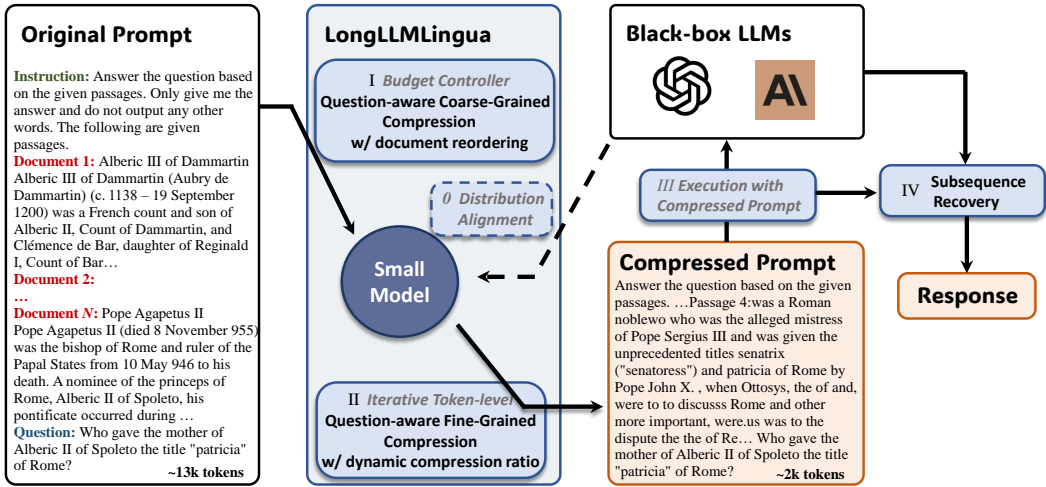 Original Prompt
Instruction: Answer the question based
on the given passages. Only give me the
answer and do not output any other
words. The following are given
passages.
Document 1: Alberic III of Dammartin
Alberic III of Dammartin (Aubry de
Dammartin) (c. 1138 – 19 September
1200) was a French count and son of
Alberic II, Count of Dammartin, and
Clémence de Bar, daughter of Reginald
I, Count of Bar…
Document 2:
…
Document N: Pope Agapetus II
Pope Agapetus II (died 8 November 955)
was the bishop of Rome and ruler of the
Papal States from 10 May 946 to his
death. A nominee of the princeps of
Rome, Alberic II of Spoleto, his
pontificate occurred during …
Question: Who gave the mother of
Alberic II of Spoleto the title "patricia"
of Rome?
~13k tokens
LongLLMLingua
I Budget Controller
Question-aware Coarse-Grained
Compression
w/ document reordering
0 Distribution
Alignment
Small
Model
II Iterative Token-level
Question-aware Fine-Grained
Compression
w/ dynamic compression ratio
Black-box LLMs
AI
III Execution with
Compressed Prompt
IV Subsequence
Recovery
Response
Compressed Prompt
Answer the question based on the given
passages. …Passage 4:was a Roman
noblewo who was the alleged mistress
of Pope Sergius III and was given the
unprecedented titles senatrix
("senatoress") and patricia of Rome by
Pope John X. , when Ottosys, the of and,
were to to discusss Rome and other
more important, were.us was to the
dispute the the of Re… Who gave the
mother of Alberic II of Spoleto the title
"patricia" of Rome?
~2k tokens